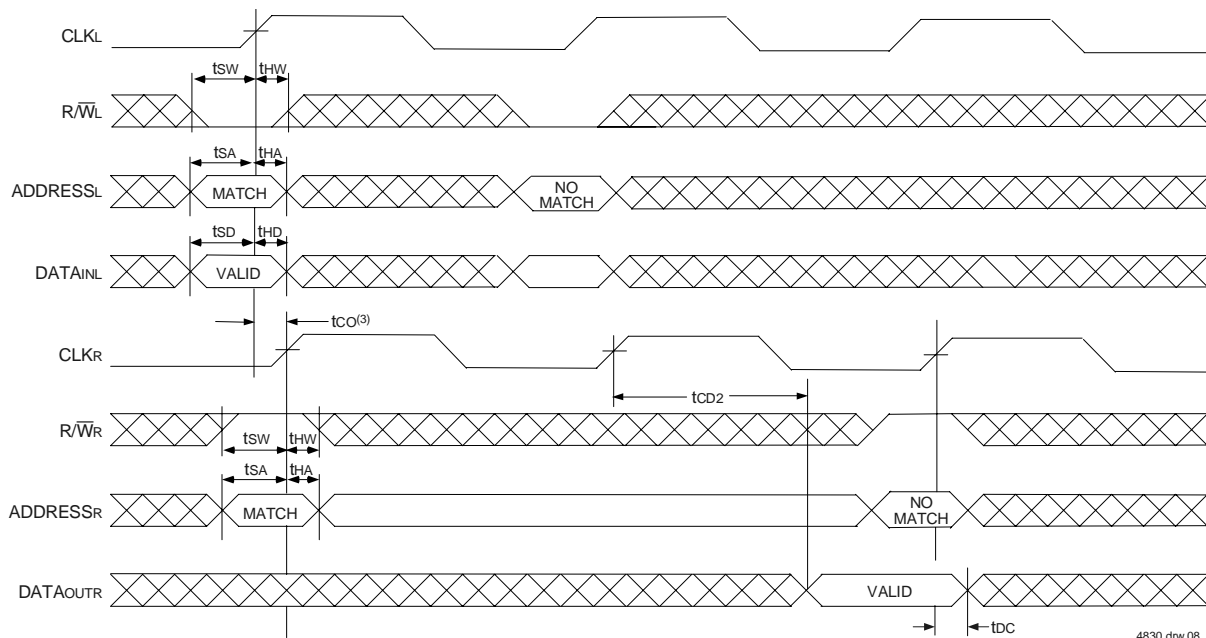 CLKL
tSW tHW
R/W̅L
tSA tHA
ADDRESSL MATCH NO MATCH
tSD tHD
DATAINL VALID
tCO(3)
CLKR
tCD2
R/W̅R
tSW tHW
tSA tHA
ADDRESSR MATCH NO MATCH
DATAOUTR VALID
tDC
4830 drw 08